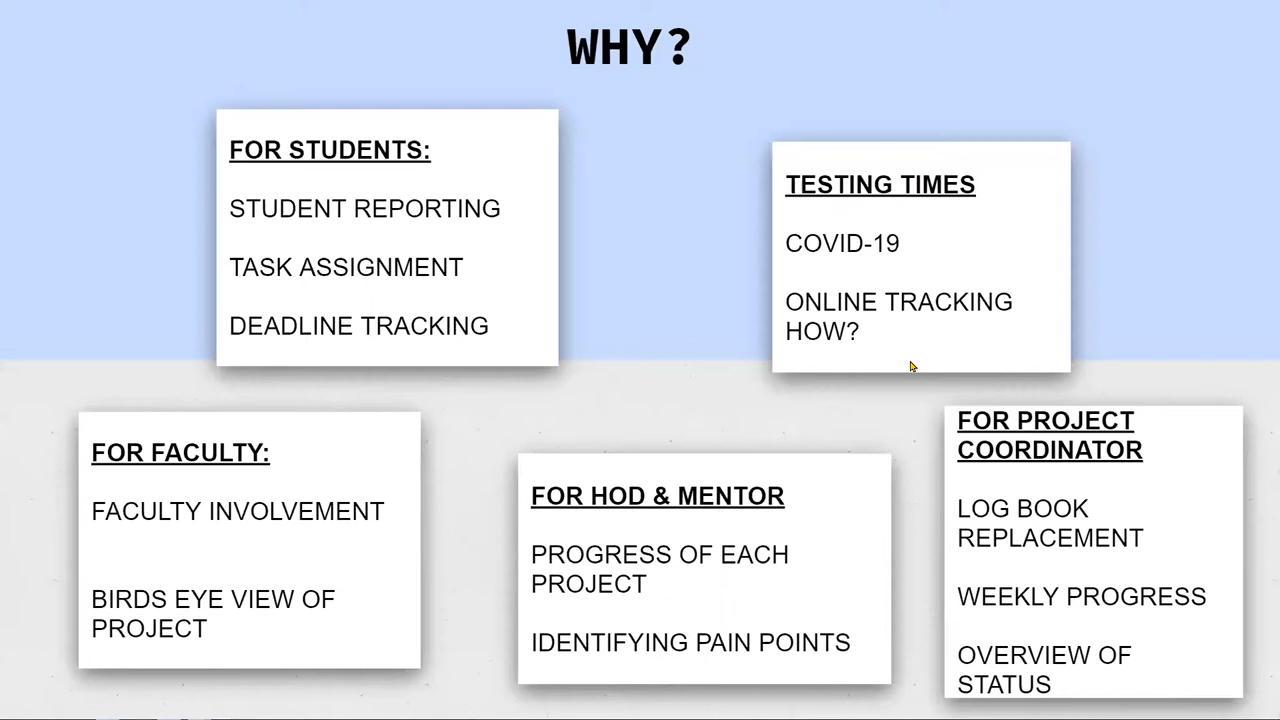 WHY?
FOR STUDENTS:
STUDENT REPORTING
TASK ASSIGNMENT
DEADLINE TRACKING
TESTING TIMES
COVID-19
ONLINE TRACKING
HOW?
FOR FACULTY:
FACULTY INVOLVEMENT
BIRDS EYE VIEW OF
PROJECT
FOR HOD & MENTOR
PROGRESS OF EACH
PROJECT
IDENTIFYING PAIN POINTS
FOR PROJECT
COORDINATOR
LOG BOOK
REPLACEMENT
WEEKLY PROGRESS
OVERVIEW OF
STATUS